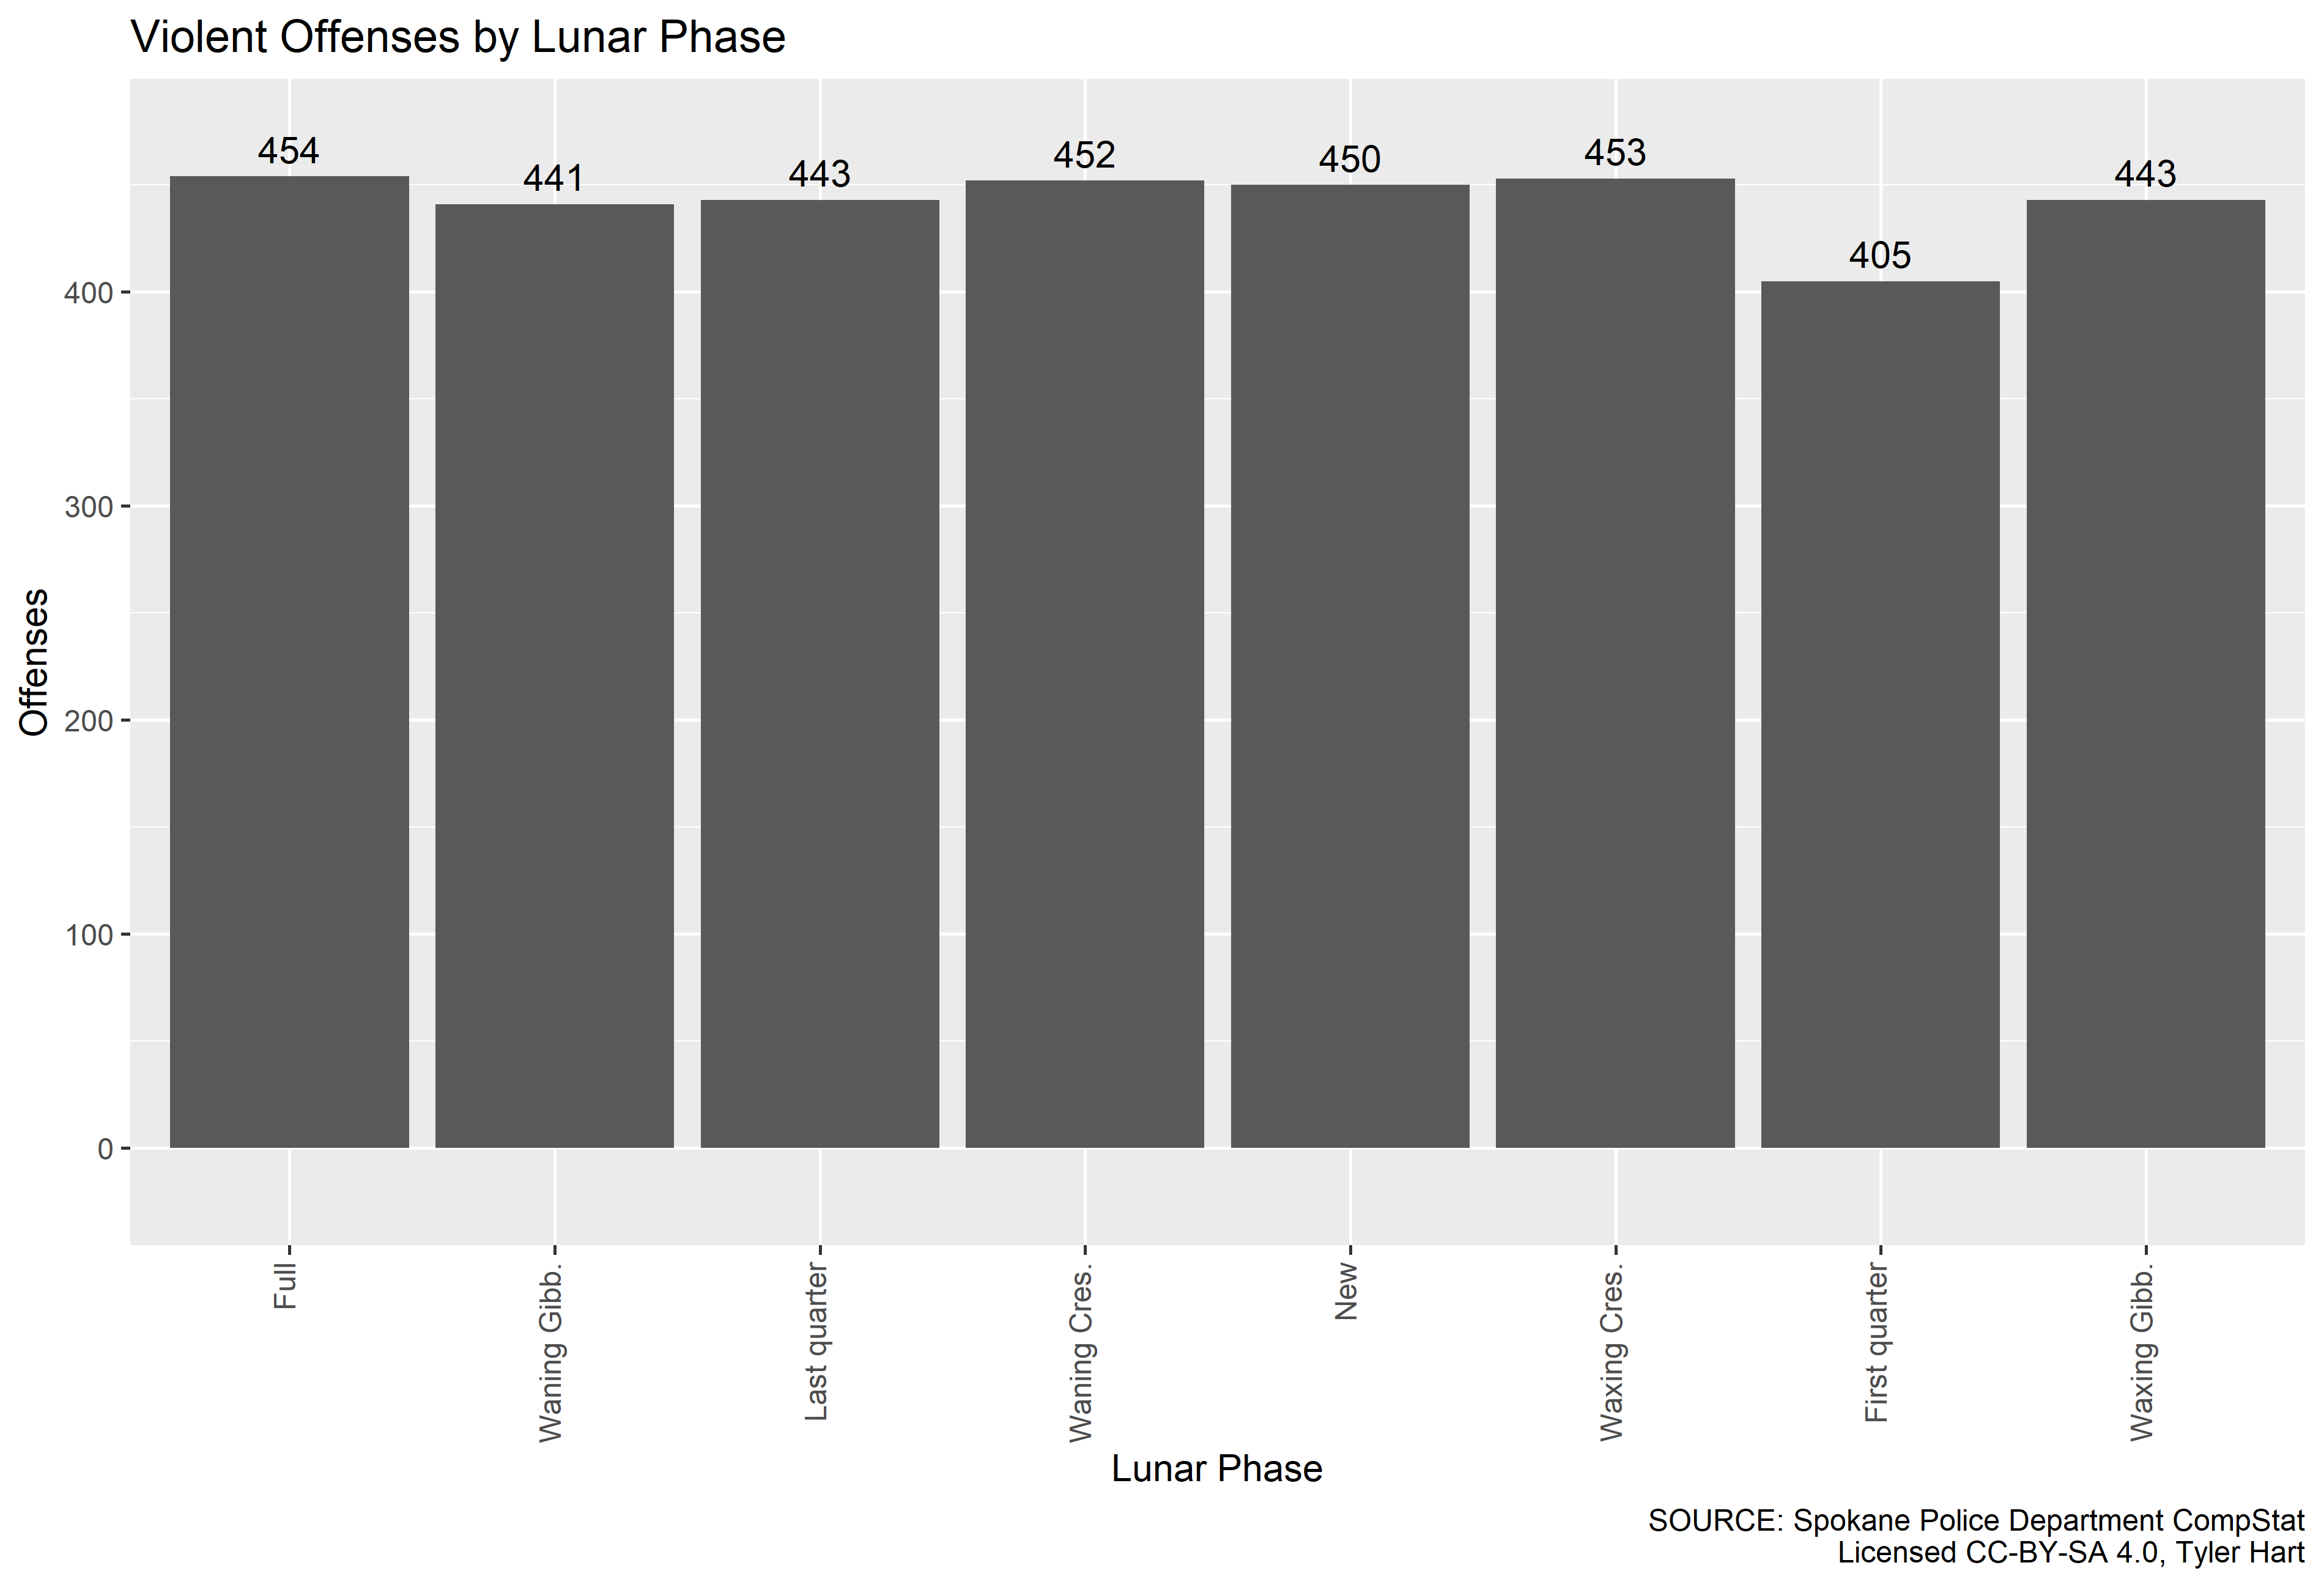 Violent Offenses by Lunar Phase
454
441
443
452
450
453
405
443
400
300
200
100
0
Offenses
Full
Waning Gibb.
Last quarter
Waning Cres.
New
Waxing Cres.
First quarter
Waxing Gibb.
Lunar Phase
SOURCE: Spokane Police Department CompStat
Licensed CC-BY-SA 4.0, Tyler Hart